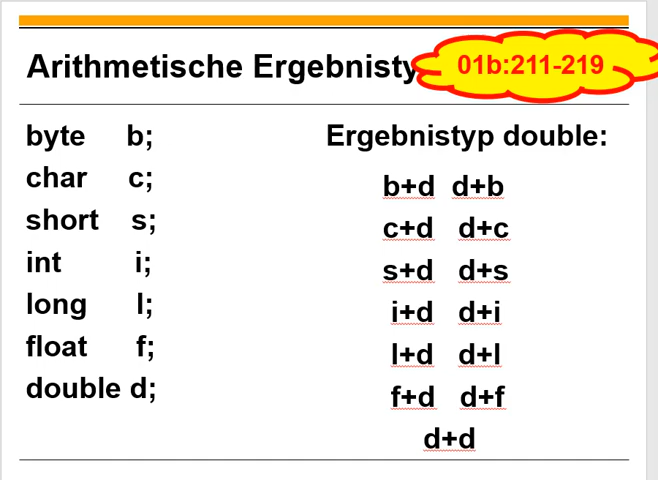 Arithmetische Ergebnisty
01b:211-219
byte b;
char c;
short s;
int i;
long l;
float f;
double d;
Ergebnistyp double:
b+d d+b
c+d d+c
s+d d+s
i+d d+i
l+d d+l
f+d d+f
d+d